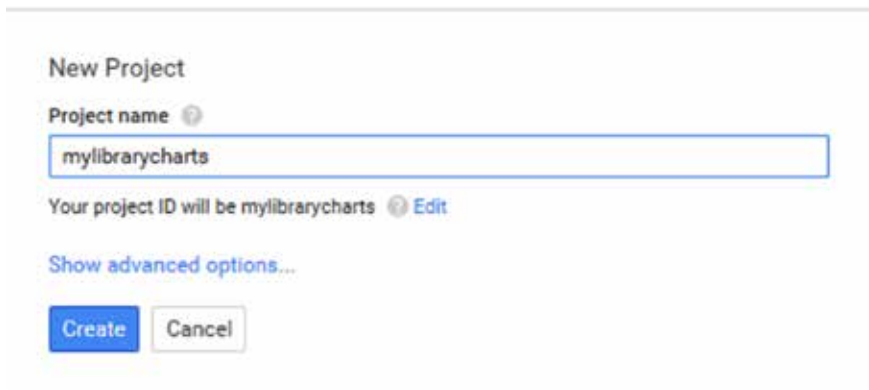 New Project
Project name ?
mylibrarycharts
Your project ID will be mylibrarycharts ? Edit
Show advanced options...
Create Cancel